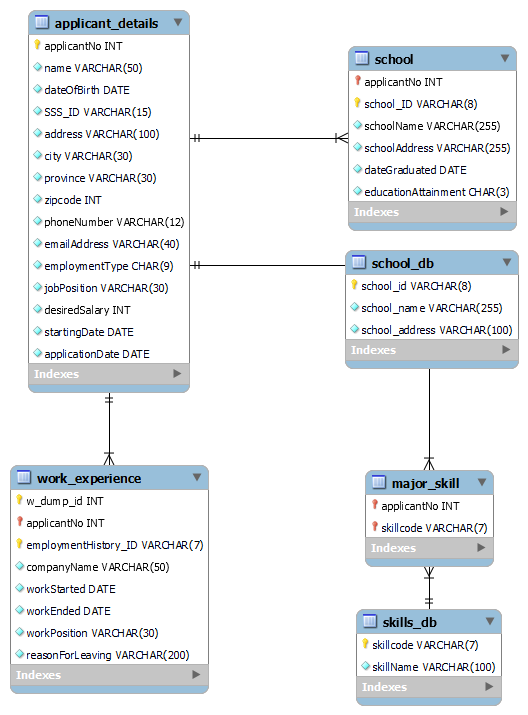 applicant_details
applicantNo INT
name VARCHAR(50)
dateOfBirth DATE
SSS_ID VARCHAR(15)
address VARCHAR(100)
city VARCHAR(30)
province VARCHAR(30)
zipcode INT
phoneNumber VARCHAR(12)
emailAddress VARCHAR(40)
employmentType CHAR(9)
jobPosition VARCHAR(30)
desiredSalary INT
startingDate DATE
applicationDate DATE
Indexes
school
applicantNo INT
school_ID VARCHAR(8)
schoolName VARCHAR(255)
schoolAddress VARCHAR(255)
dateGraduated DATE
educationAttainment CHAR(3)
Indexes
school_db
school_id VARCHAR(8)
school_name VARCHAR(255)
school_address VARCHAR(100)
Indexes
work_experience
w_dump_id INT
applicantNo INT
employmentHistory_ID VARCHAR(7)
companyName VARCHAR(50)
workStarted DATE
workEnded DATE
workPosition VARCHAR(30)
reasonForLeaving VARCHAR(200)
Indexes
major_skill
applicantNo INT
skillcode VARCHAR(7)
Indexes
skills_db
skillcode VARCHAR(7)
skillName VARCHAR(100)
Indexes